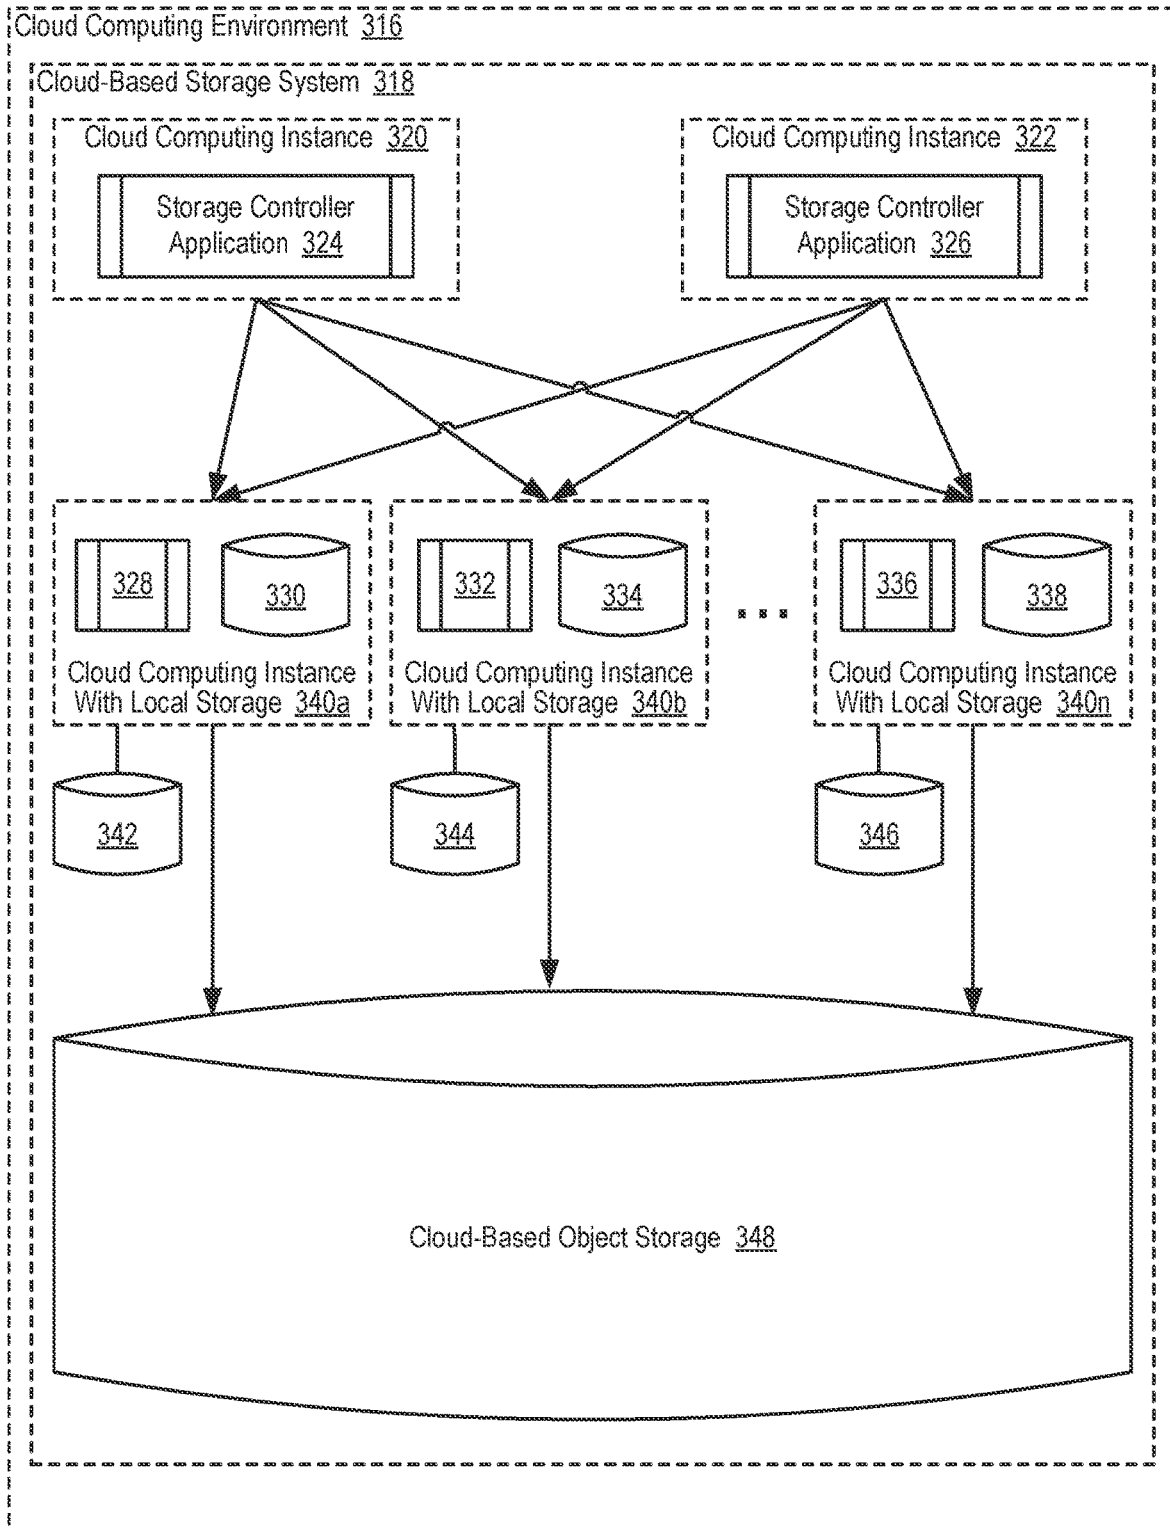 Cloud Computing Environment 316
Cloud-Based Storage System 318
Cloud Computing Instance 320
Storage Controller
Application 324
Cloud Computing Instance 322
Storage Controller
Application 326
328
330
Cloud Computing Instance
With Local Storage 340a
332
334
Cloud Computing Instance
With Local Storage 340b
...
336
338
Cloud Computing Instance
With Local Storage 340n
342
344
346
Cloud-Based Object Storage 348